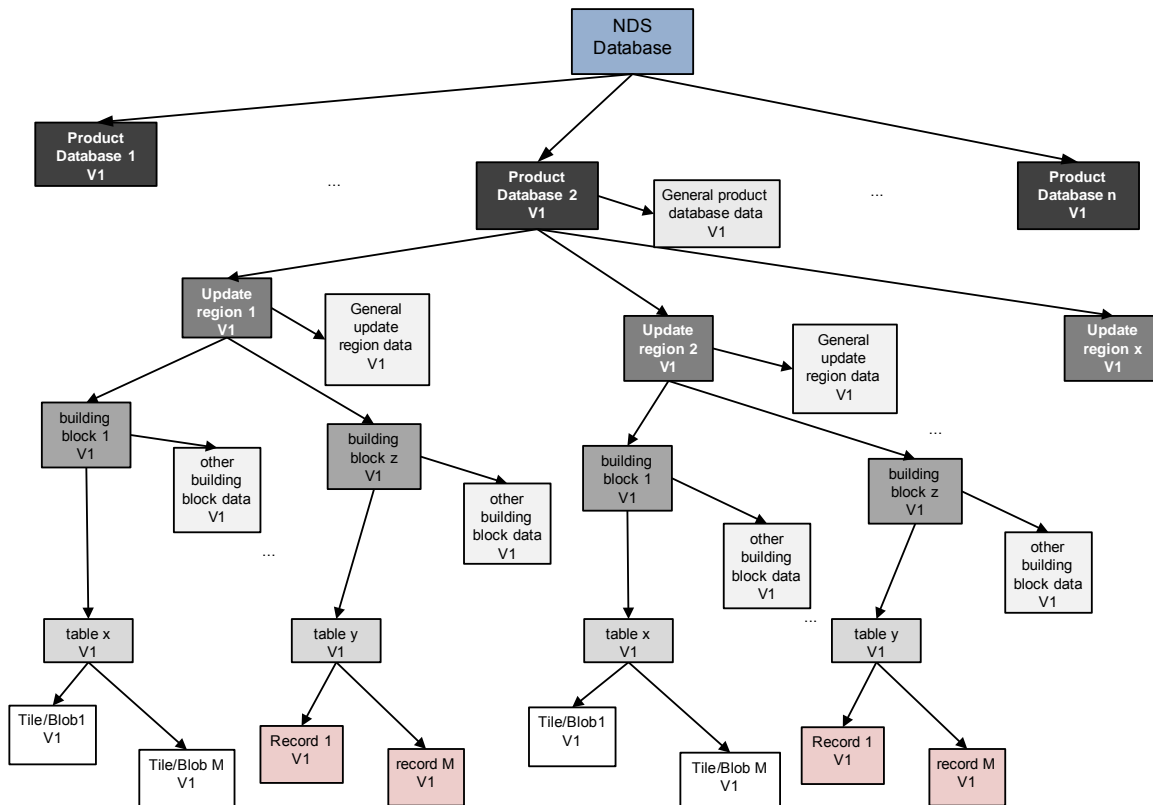 NDS
Database
Product
Database 1
V1
...
Product
Database 2
V1
General product
database data
V1
...
Product
Database n
V1
Update
region 1
V1
General
update
region data
V1
Update
region 2
V1
General
update
region data
V1
Update
region x
V1
building
block 1
V1
other
building
block data
V1
...
building
block z
V1
other
building
block data
V1
building
block 1
V1
other
building
block data
V1
...
...
building
block z
V1
other
building
block data
V1
table x
V1
table y
V1
table x
V1
table y
V1
Tile/Blob1
V1
Tile/Blob M
V1
Record 1
V1
record M
V1
Tile/Blob1
V1
Tile/Blob M
V1
Record 1
V1
record M
V1